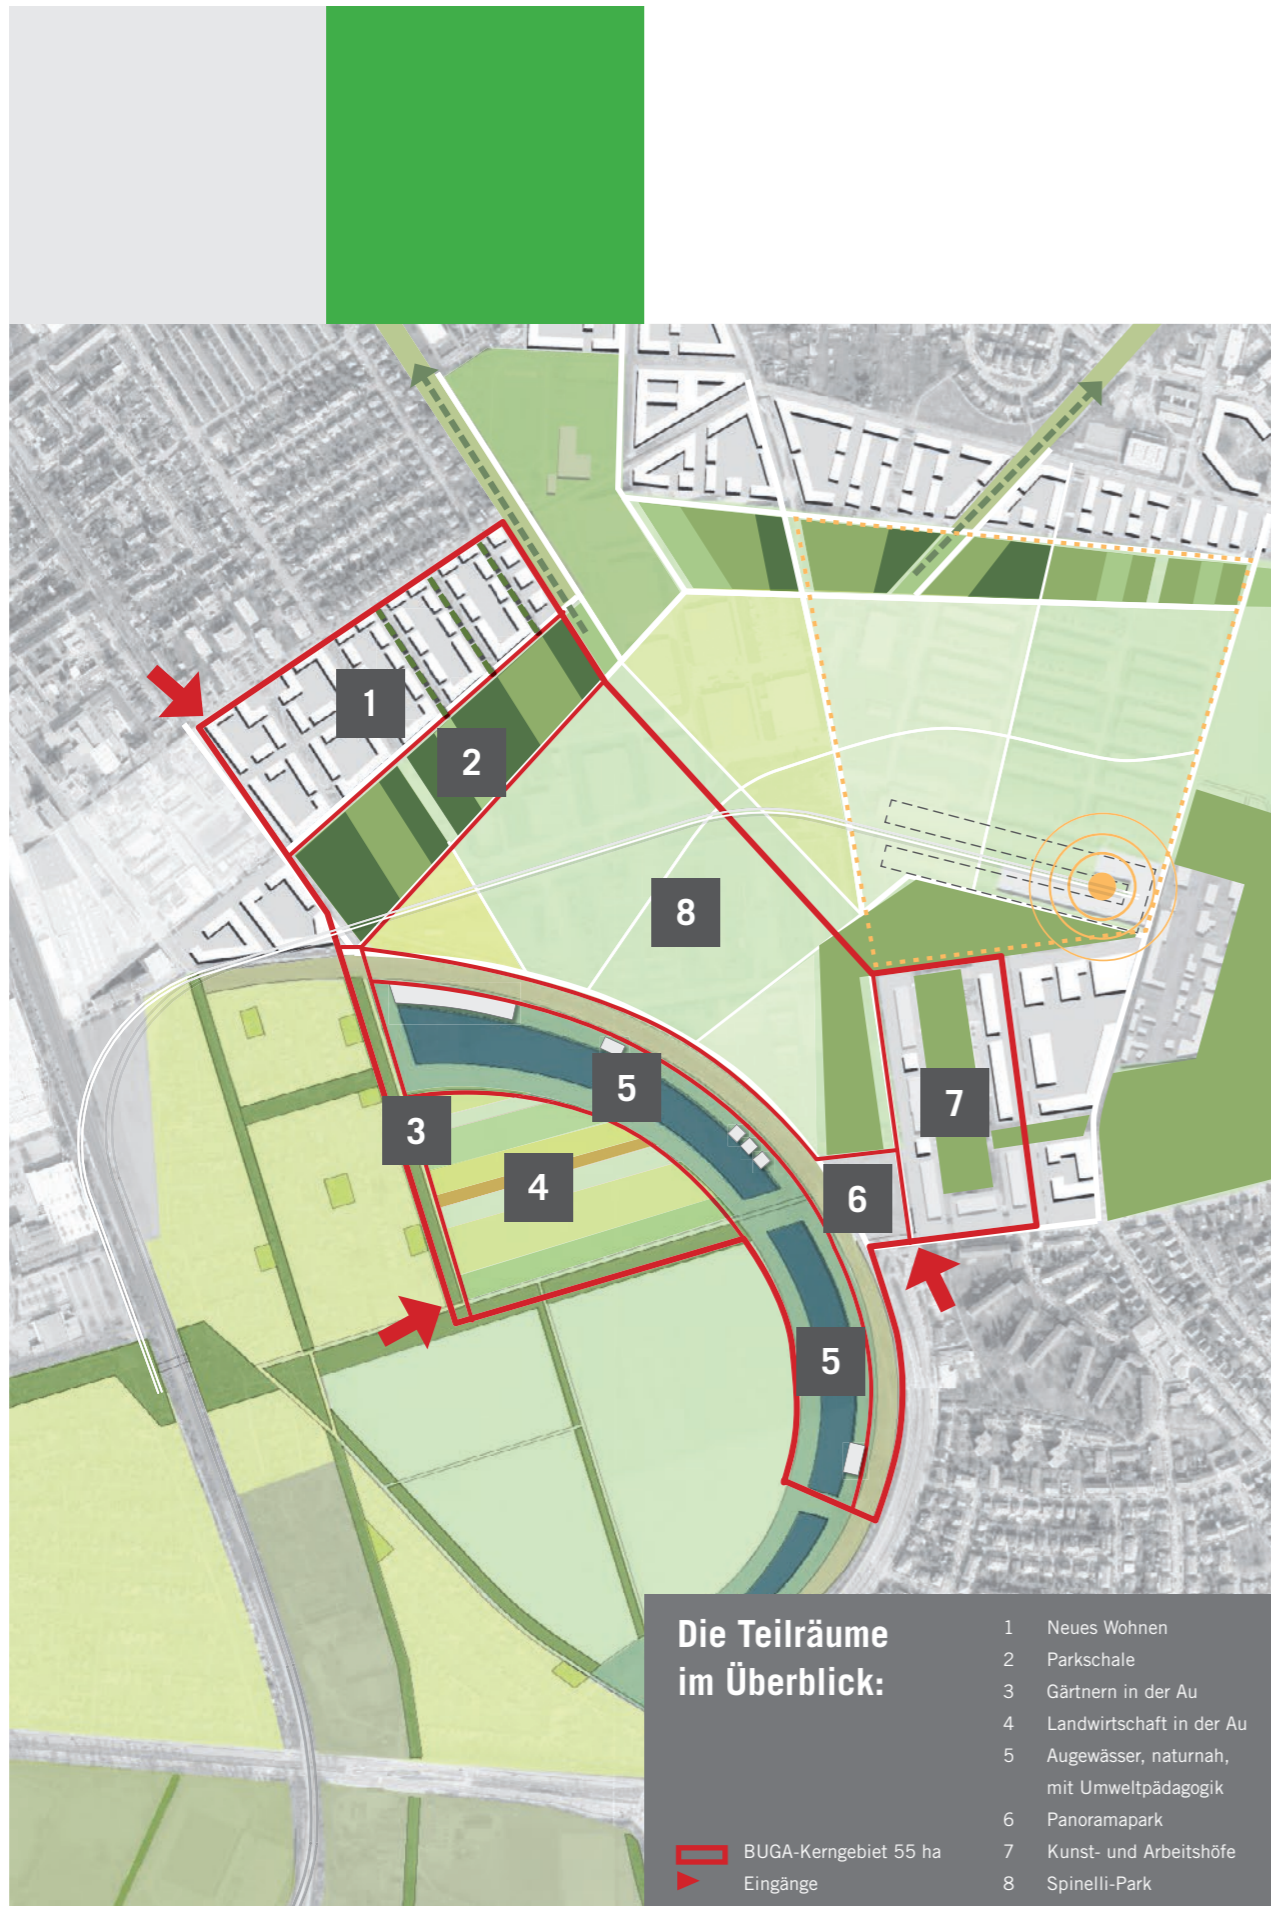 1
2
8
5
3
7
4
6
5
Die Teilräume
im Überblick:
BUGA-Kerngebiet 55 ha
Eingänge
1 Neues Wohnen
2 Parkschale
3 Gärtnern in der Au
4 Landwirtschaft in der Au
5 Augewässer, naturnah,
mit Umweltpädagogik
6 Panoramapark
7 Kunst- und Arbeitshöfe
8 Spinelli-Park